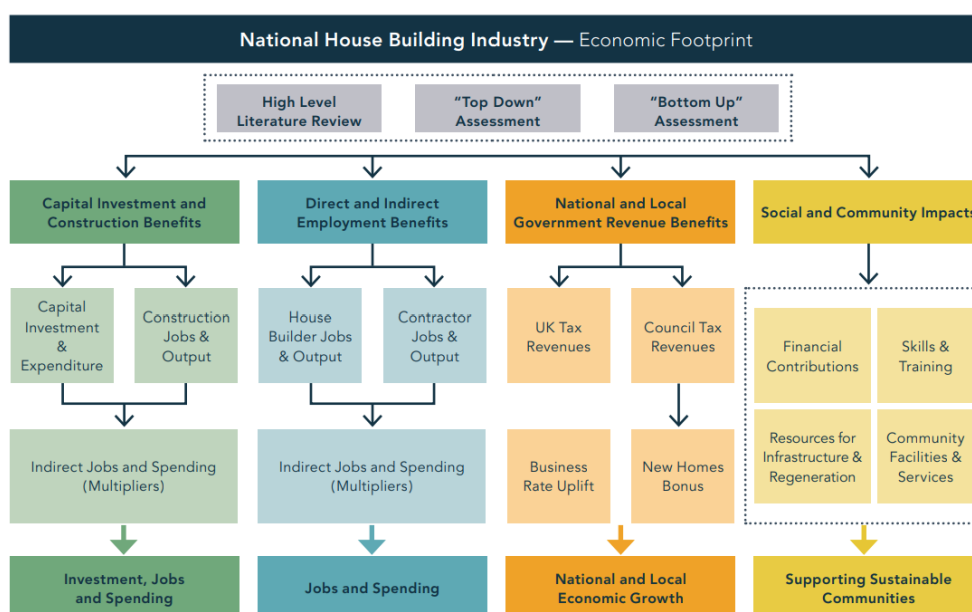 National House Building Industry — Economic Footprint
High Level
Literature Review
“Top Down”
Assessment
“Bottom Up”
Assessment
Capital Investment and
Construction Benefits
Direct and Indirect
Employment Benefits
National and Local
Government Revenue Benefits
Social and Community Impacts
Capital
Investment
&
Expenditure
Construction
Jobs &
Output
House
Builder Jobs
& Output
Contractor
Jobs &
Output
UK Tax
Revenues
Council Tax
Revenues
Financial
Contributions
Skills &
Training
Indirect Jobs and Spending
(Multipliers)
Indirect Jobs and Spending
(Multipliers)
Business
Rate Uplift
New Homes
Bonus
Resources for
Infrastructure &
Regeneration
Community
Facilities &
Services
Investment, Jobs
and Spending
Jobs and Spending
National and Local
Economic Growth
Supporting Sustainable
Communities